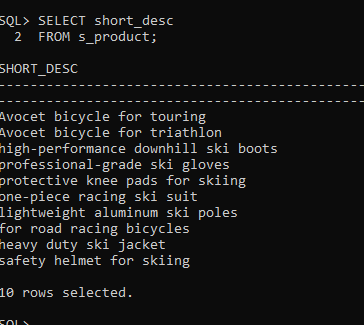 SQL> SELECT short_desc
2 FROM s_product;
SHORT_DESC
--------------------------------------------------------------------------------
Avocet bicycle for touring
Avocet bicycle for triathlon
high-performance downhill ski boots
professional-grade ski gloves
protective knee pads for skiing
one-piece racing ski suit
lightweight aluminum ski poles
for road racing bicycles
heavy duty ski jacket
safety helmet for skiing
10 rows selected.
SQL>